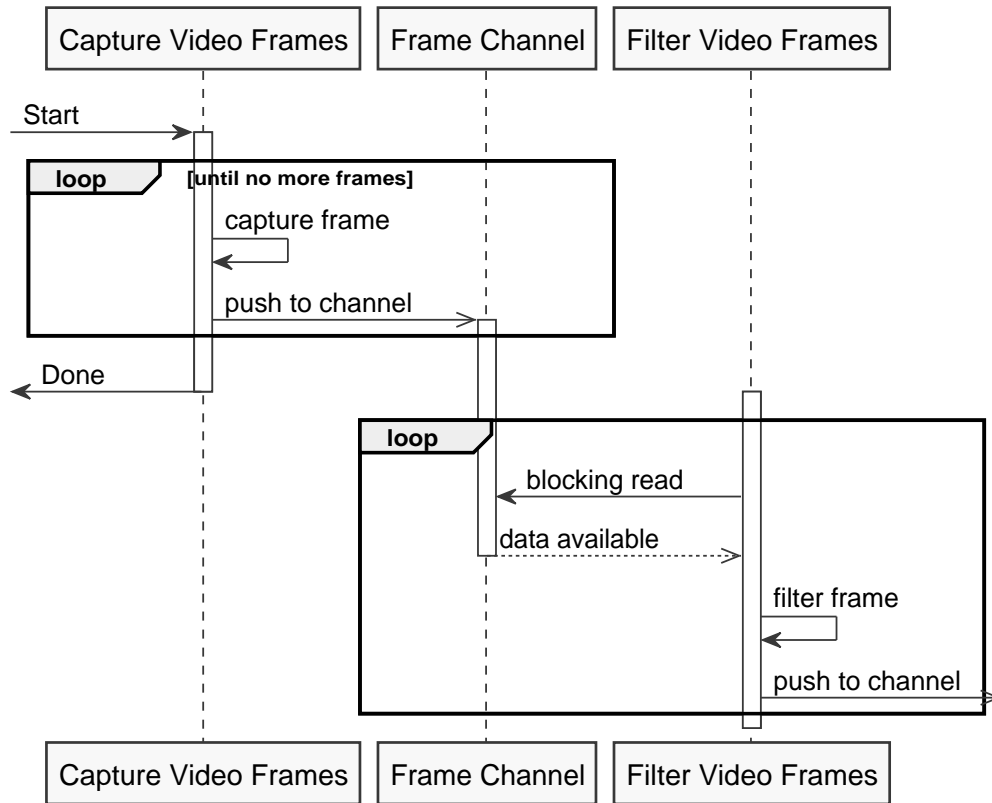 Capture Video Frames
Frame Channel
Filter Video Frames
Start
loop
[until no more frames]
capture frame
push to channel
Done
loop
blocking read
data available
filter frame
push to channel
Capture Video Frames
Frame Channel
Filter Video Frames